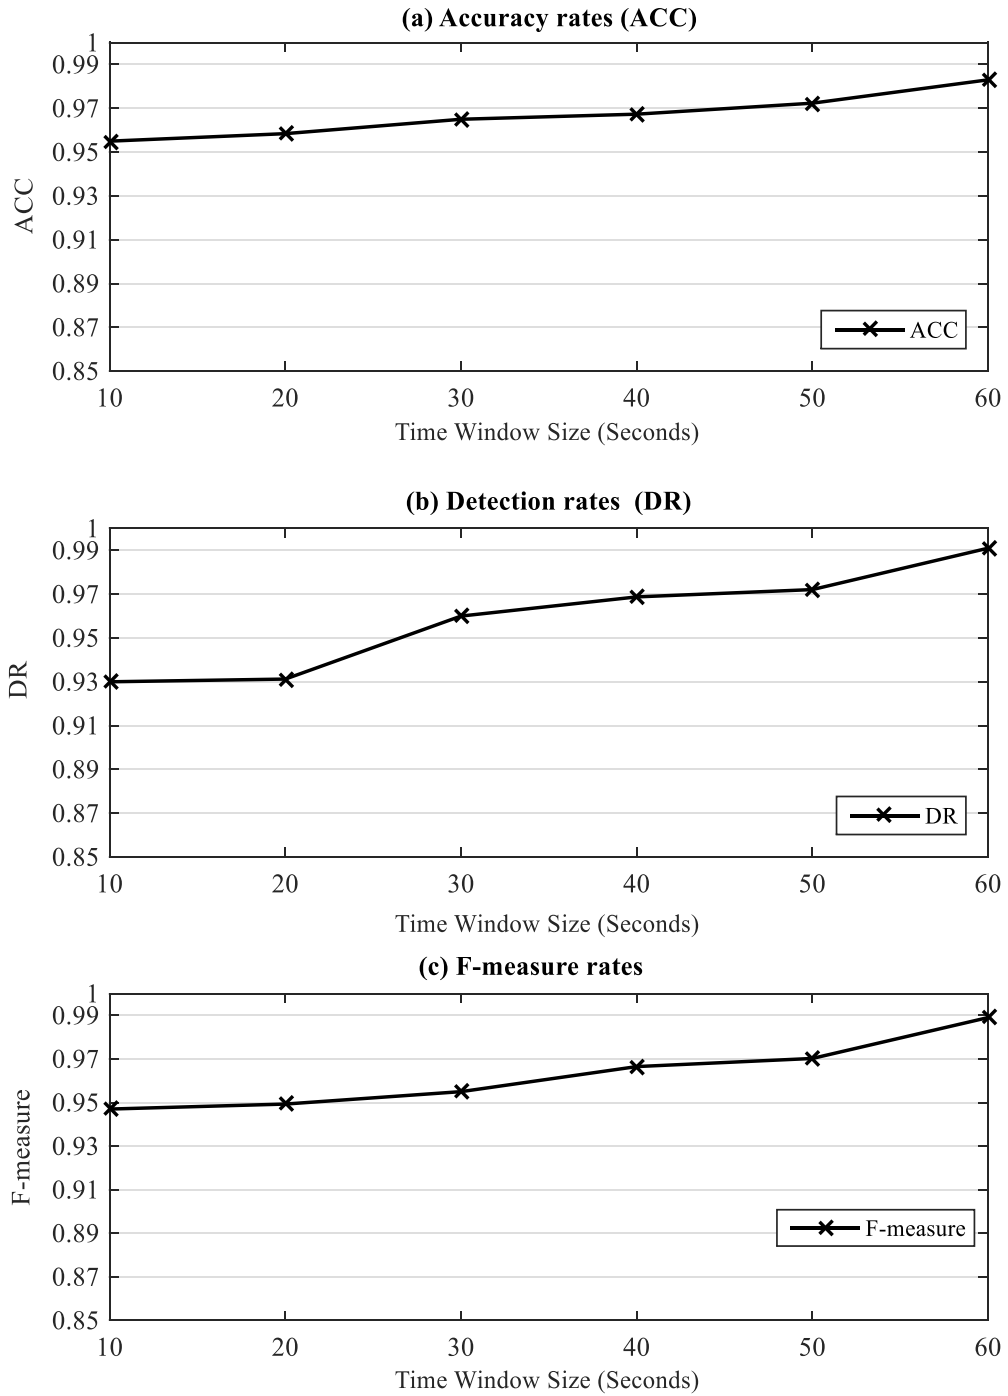 (a) Accuracy rates (ACC)
1
0.99
0.97
0.95
0.93
0.91
0.89
0.87
0.85
ACC
ACC
10 20 30 40 50 60
Time Window Size (Seconds)
(b) Detection rates (DR)
1
0.99
0.97
0.95
0.93
0.91
0.89
0.87
0.85
DR
DR
10 20 30 40 50 60
Time Window Size (Seconds)
(c) F-measure rates
1
0.99
0.97
0.95
0.93
0.91
0.89
0.87
0.85
F-measure
F-measure
10 20 30 40 50 60
Time Window Size (Seconds)